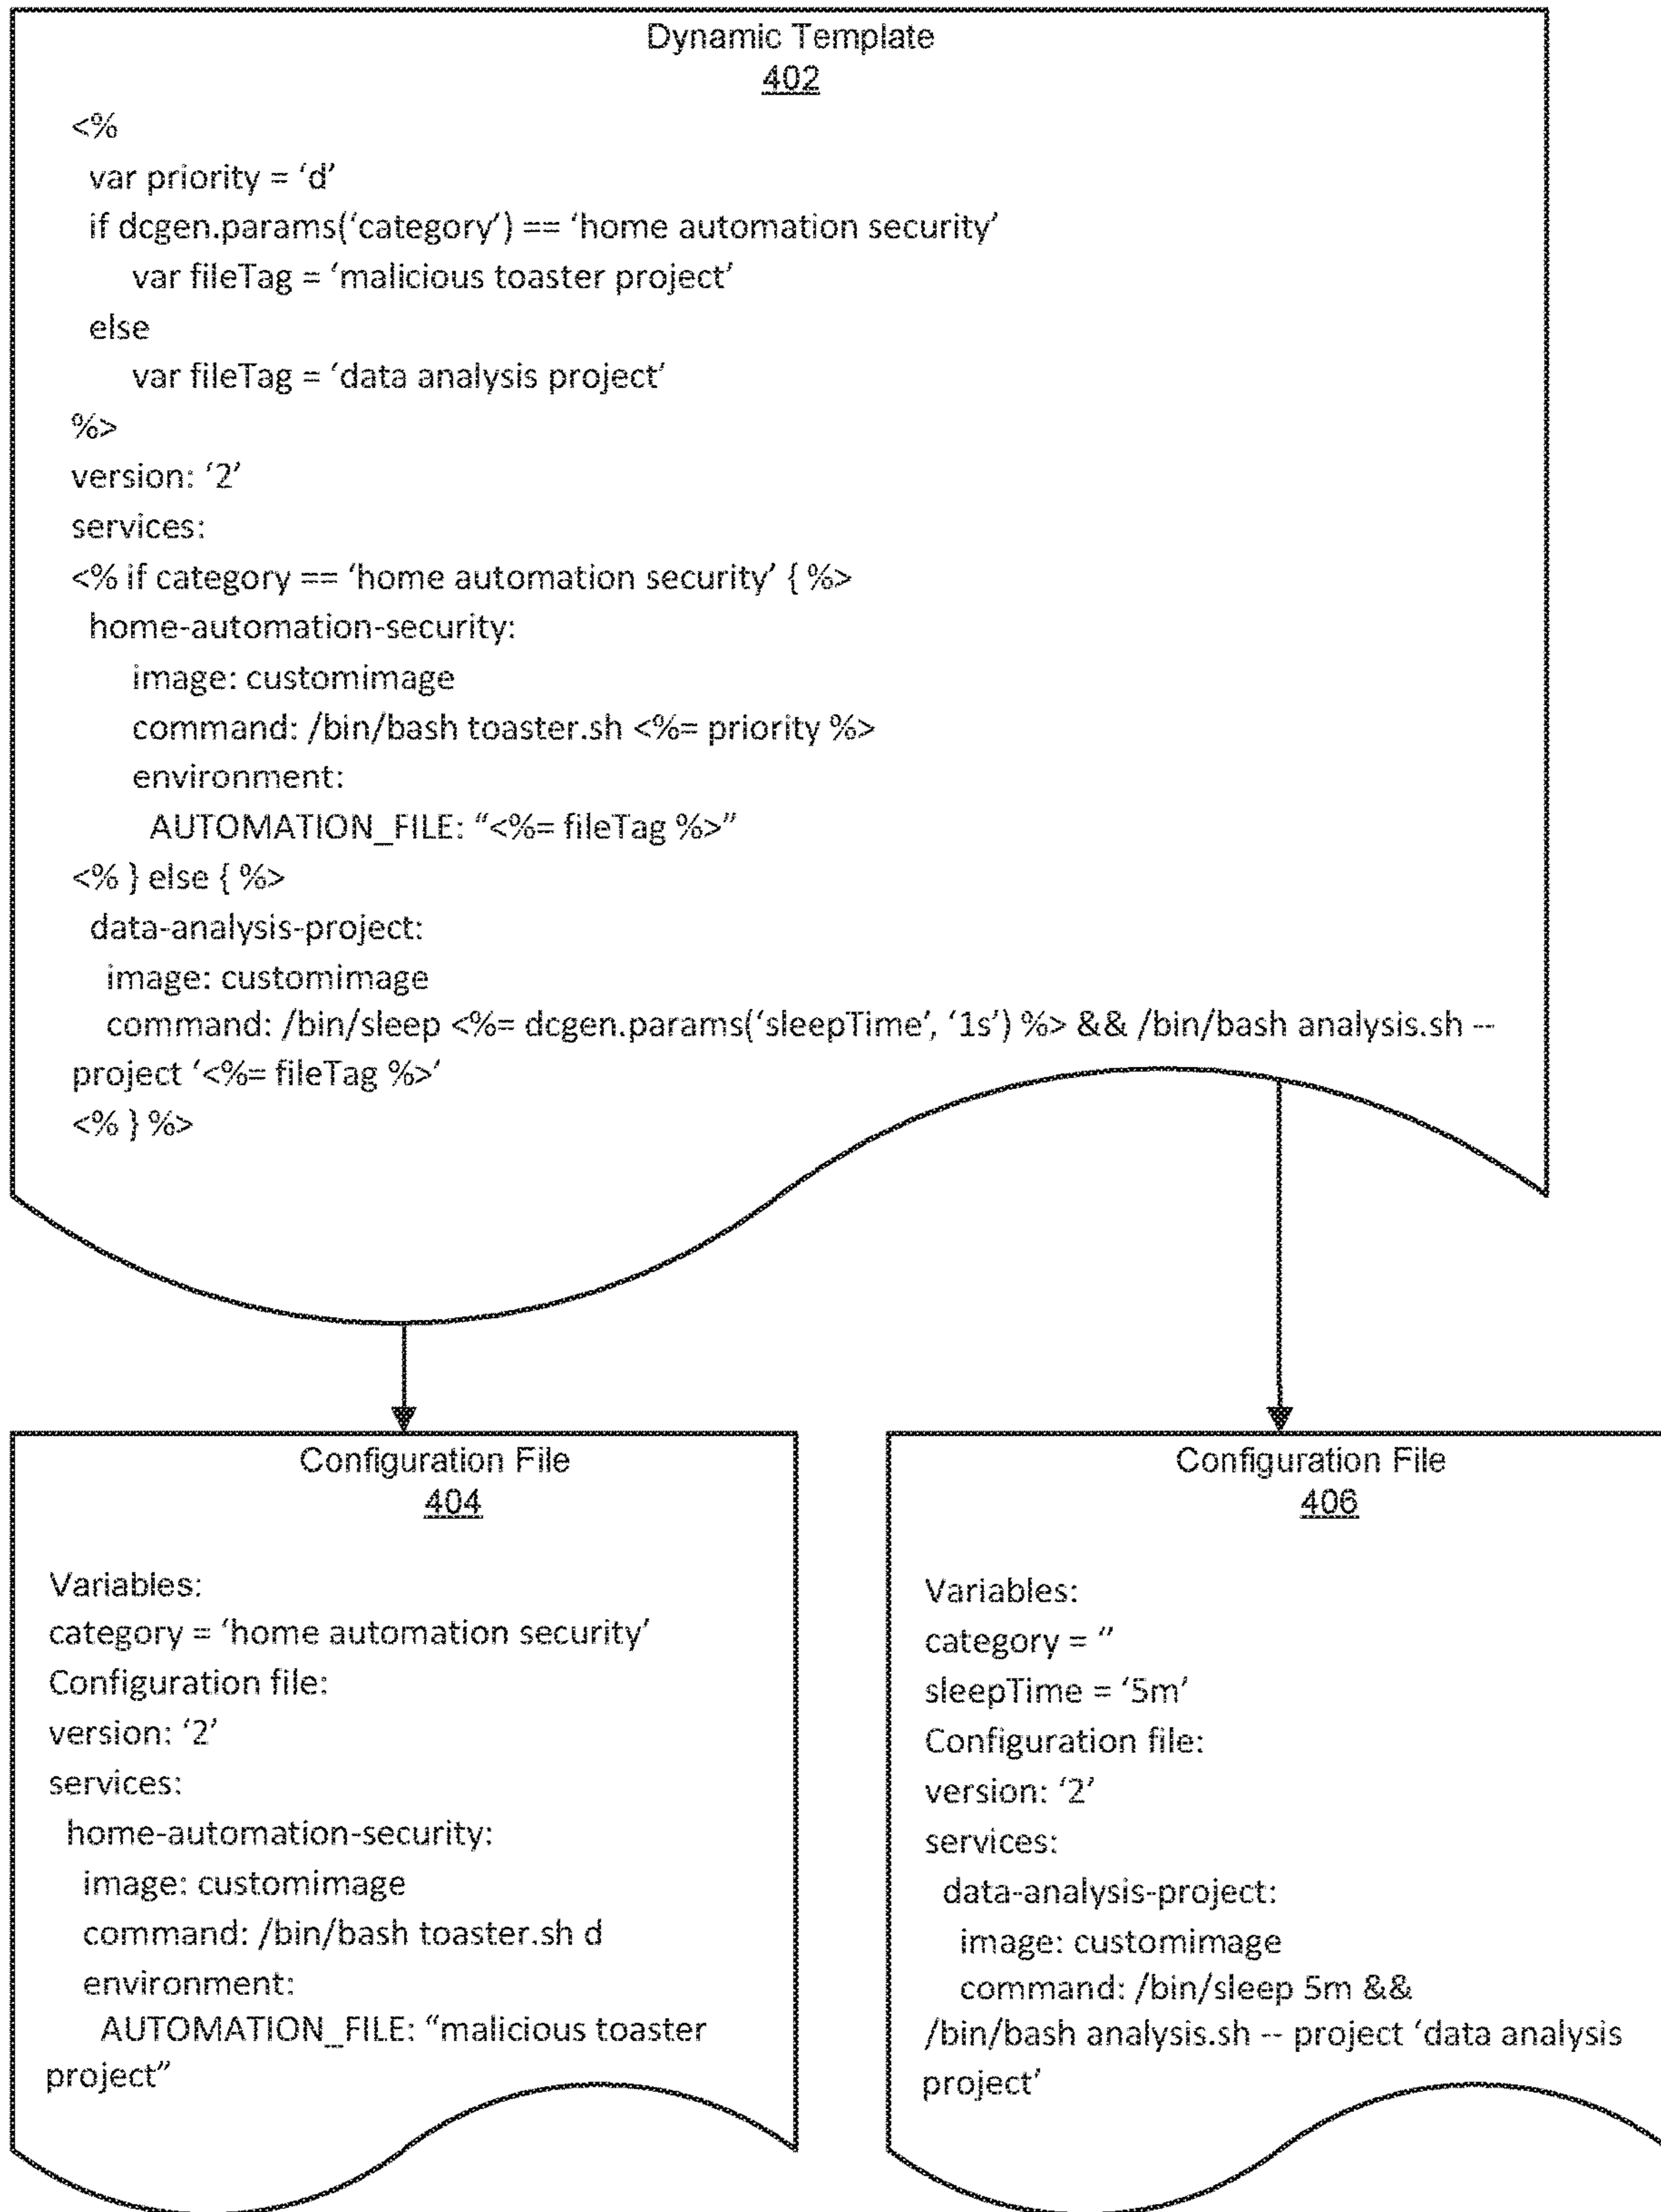 Dynamic Template
402
<%
var priority = ‘d’
if dcgen.params(‘category’) == ‘home automation security’
var fileTag = ‘malicious toaster project’
else
var fileTag = ‘data analysis project’
%>
version: ‘2’
services:
<% if category == ‘home automation security’ { %>
home-automation-security:
image: customimage
command: /bin/bash toaster.sh <%= priority %>
environment:
AUTOMATION_FILE: “<%= fileTag %>”
<% } else { %>
data-analysis-project:
image: customimage
command: /bin/sleep <%= dcgen.params(‘sleepTime’, ‘1s’) %> && /bin/bash analysis.sh --
project ‘<%= fileTag %>’
<% } %>
Configuration File
404
Variables:
category = ‘home automation security’
Configuration file:
version: ‘2’
services:
home-automation-security:
image: customimage
command: /bin/bash toaster.sh d
environment:
AUTOMATION_FILE: “malicious toaster
project”
Configuration File
406
Variables:
category = ”
sleepTime = ‘5m’
Configuration file:
version: ‘2’
services:
data-analysis-project:
image: customimage
command: /bin/sleep 5m &&
/bin/bash analysis.sh -- project ‘data analysis
project’